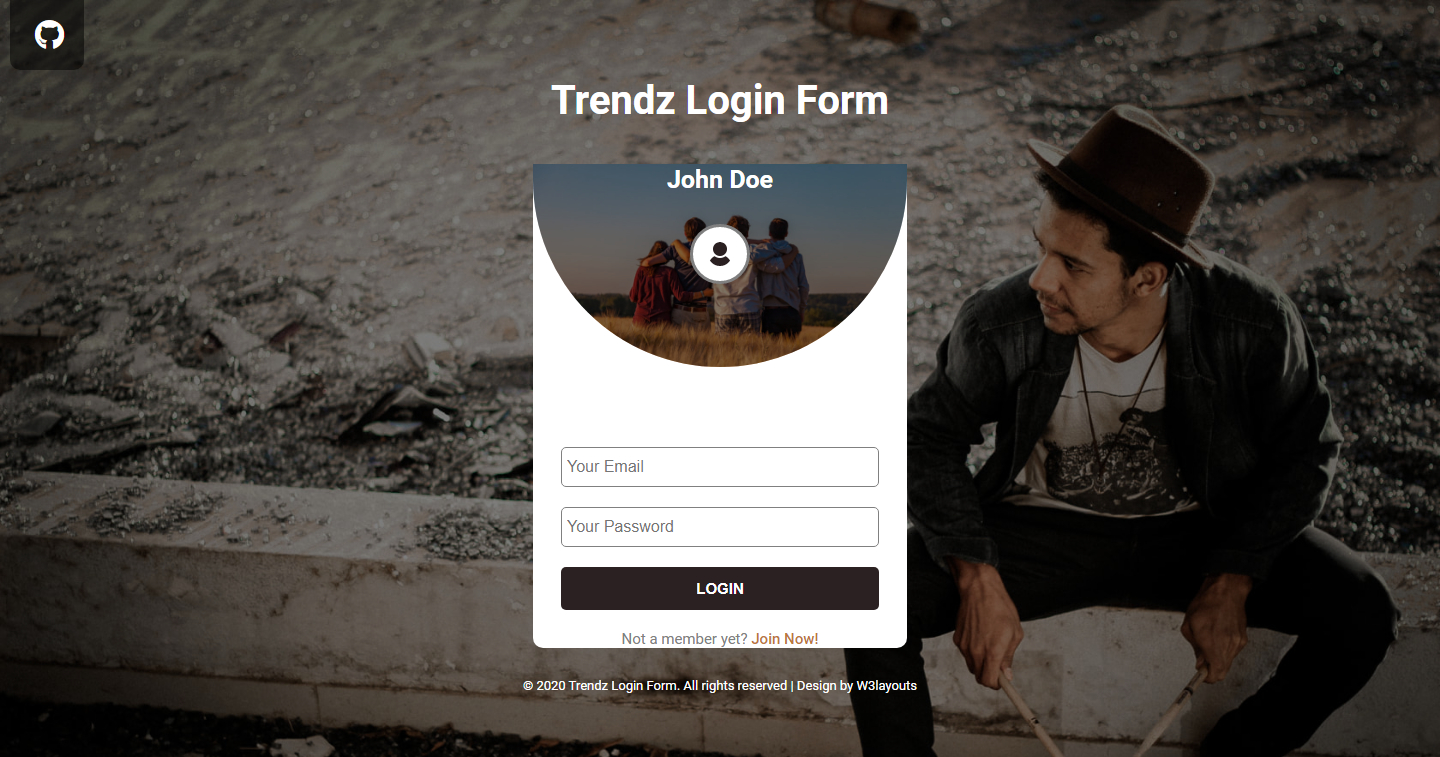 Trendz Login Form
John Doe
Your Email
Your Password
LOGIN
Not a member yet? Join Now!
© 2020 Trendz Login Form. All rights reserved | Design by W3layouts